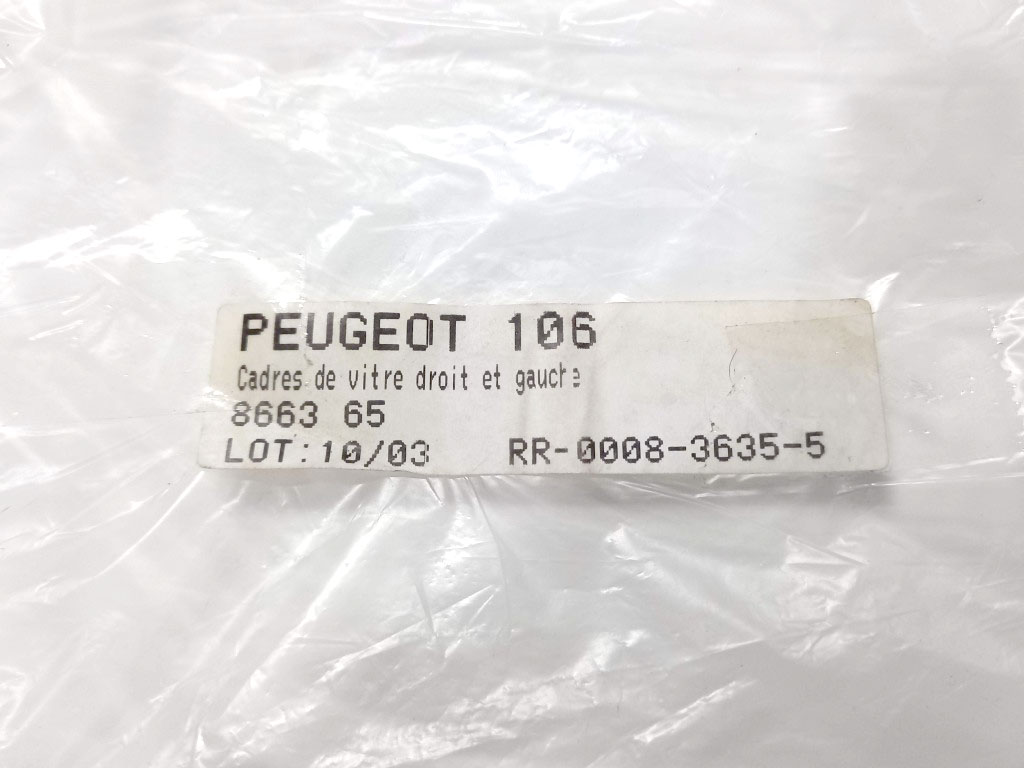 PEUGEOT 106
Cadres de vitre droit et gauche
8663 65
LOT:10/03 RR-0008-3635-5